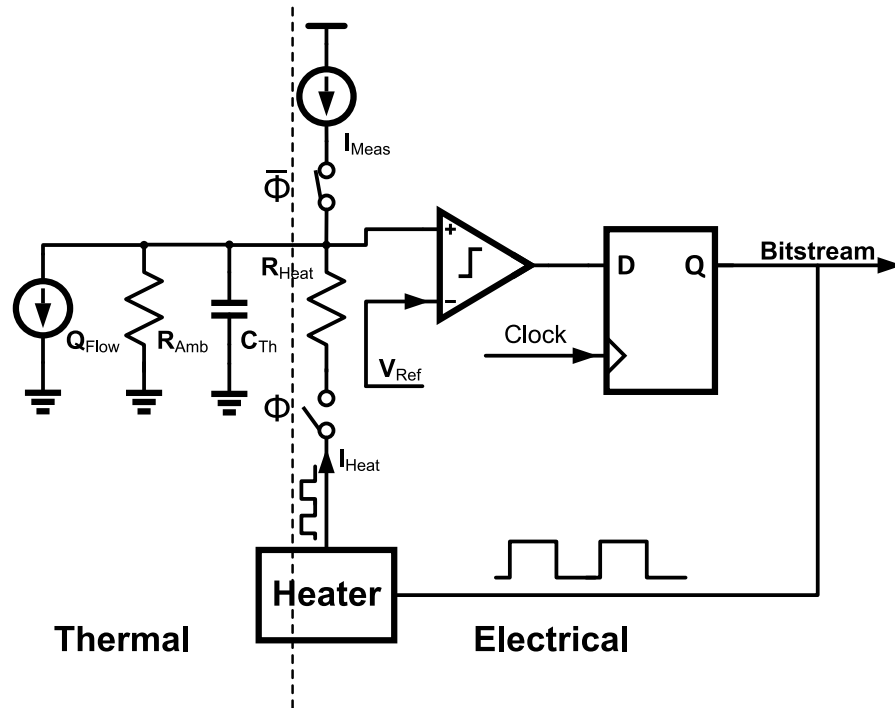 I_Meas
Φ̅
R_Heat
+
D
Q
Bitstream
Q_Flow
R_Amb
C_Th
−
Clock
V_Ref
Φ
I_Heat
Heater
Thermal
Electrical